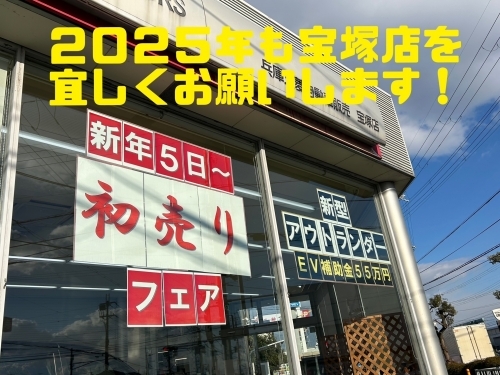 ２０２５年も宝塚店を
宜しくお願いします！
宝塚店
新年５日～
初売り
フェア
新型
アウトランダー
ＥＶ補助金５５万円